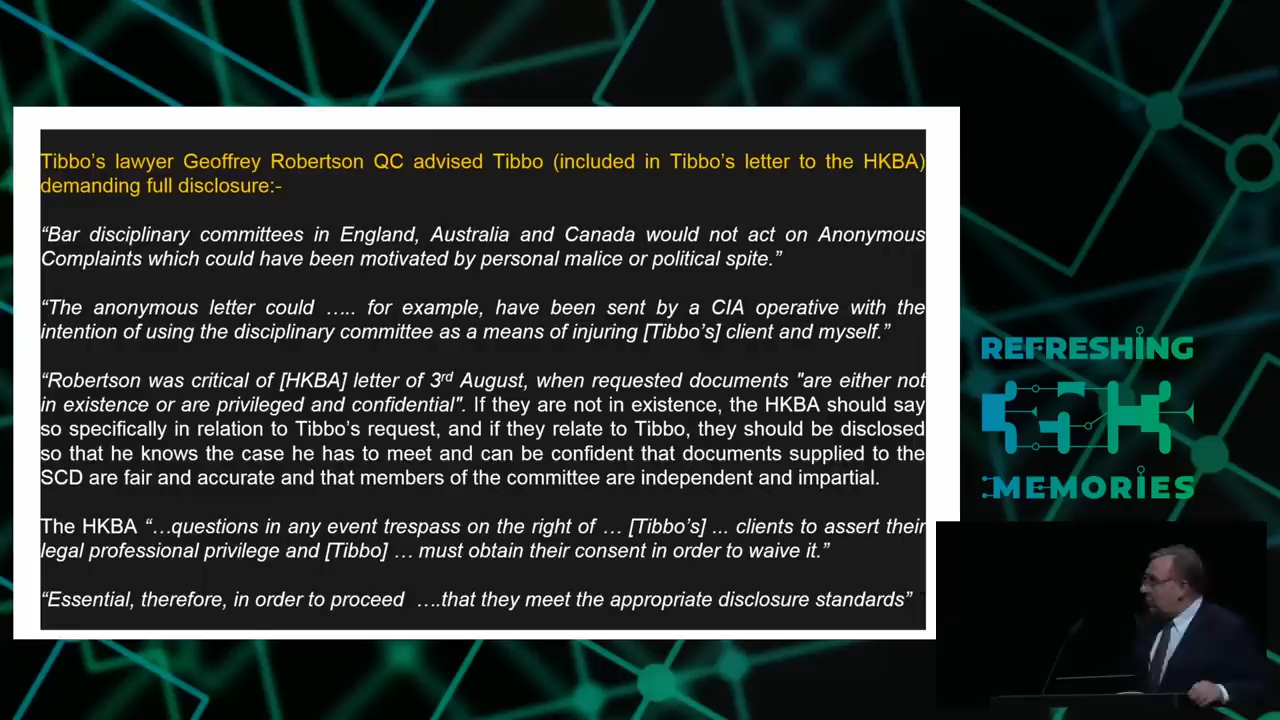 Tibbo’s lawyer Geoffrey Robertson QC advised Tibbo (included in Tibbo’s letter to the HKBA)
demanding full disclosure:-
“Bar disciplinary committees in England, Australia and Canada would not act on Anonymous
Complaints which could have been motivated by personal malice or political spite.”
“The anonymous letter could ….. for example, have been sent by a CIA operative with the
intention of using the disciplinary committee as a means of injuring [Tibbo’s] client and myself.”
“Robertson was critical of [HKBA] letter of 3rd August, when requested documents "are either not
in existence or are privileged and confidential". If they are not in existence, the HKBA should say
so specifically in relation to Tibbo’s request, and if they relate to Tibbo, they should be disclosed
so that he knows the case he has to meet and can be confident that documents supplied to the
SCD are fair and accurate and that members of the committee are independent and impartial.
The HKBA “…questions in any event trespass on the right of … [Tibbo’s] ... clients to assert their
legal professional privilege and [Tibbo] … must obtain their consent in order to waive it.”
“Essential, therefore, in order to proceed ….that they meet the appropriate disclosure standards”
REFRESHING
MEMORIES